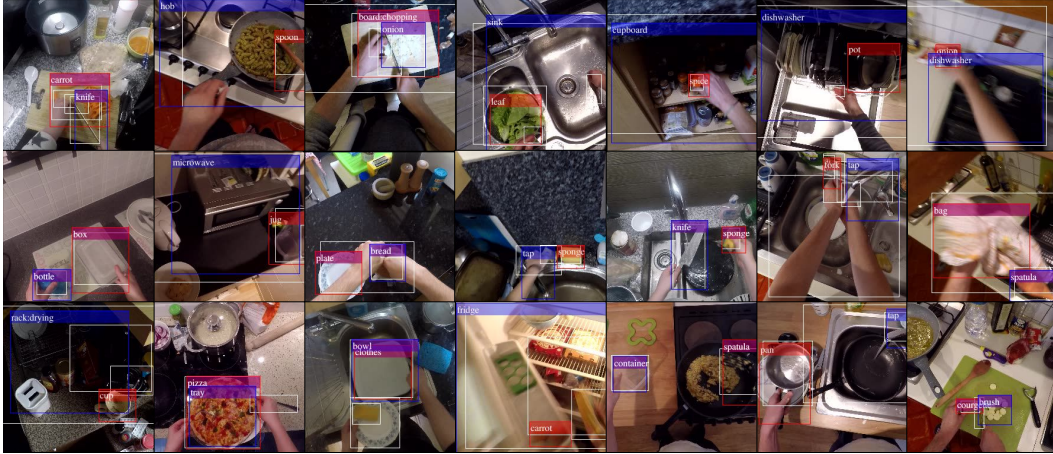 carrot
knife
hob
spoon
board:chopping
onion
sink
leaf
cupboard
spice
dishwasher
pot
onion
dishwasher
box
bottle
microwave
jug
plate
bread
tap
sponge
knife
sponge
fork
tap
bag
spatula
rack:drying
cup
pizza
tray
bowl
clothes
fridge
carrot
container
spatula
pan
tap
brush